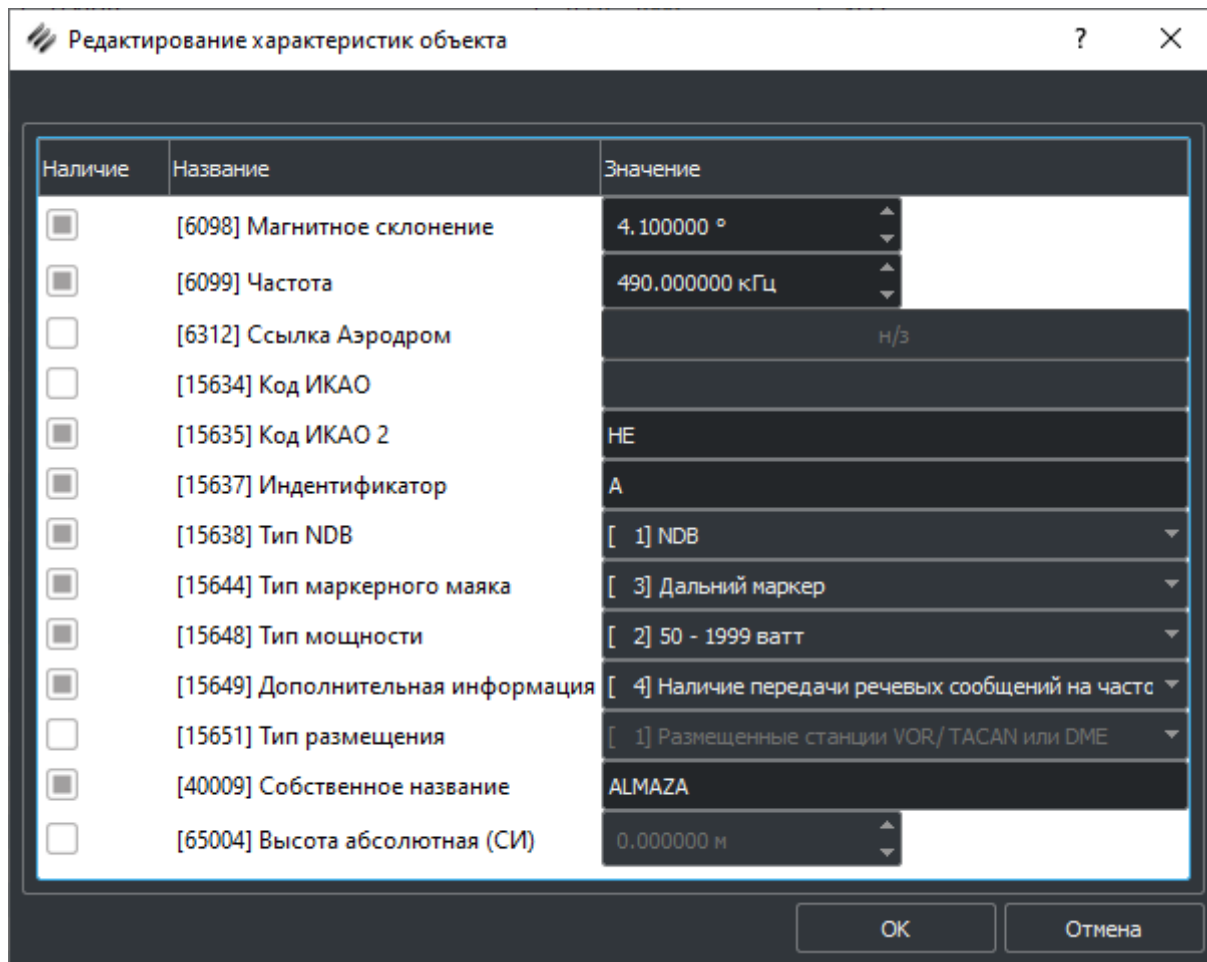 Редактирование характеристик объекта ?
Наличие Название Значение
[6098] Магнитное склонение 4.100000 °
[6099] Частота 490.000000 кГц
[6312] Ссылка Аэродром н/з
[15634] Код ИКАО
[15635] Код ИКАО 2 HE
[15637] Индентификатор A
[15638] Тип NDB [ 1] NDB
[15644] Тип маркерного маяка [ 3] Дальний маркер
[15648] Тип мощности [ 2] 50 - 1999 ватт
[15649] Дополнительная информация [ 4] Наличие передачи речевых сообщений на часто
[15651] Тип размещения [ 1] Размещенные станции VOR/ TACAN или DME
[40009] Собственное название ALMAZA
[65004] Высота абсолютная (СИ) 0.000000 м
OK Отмена